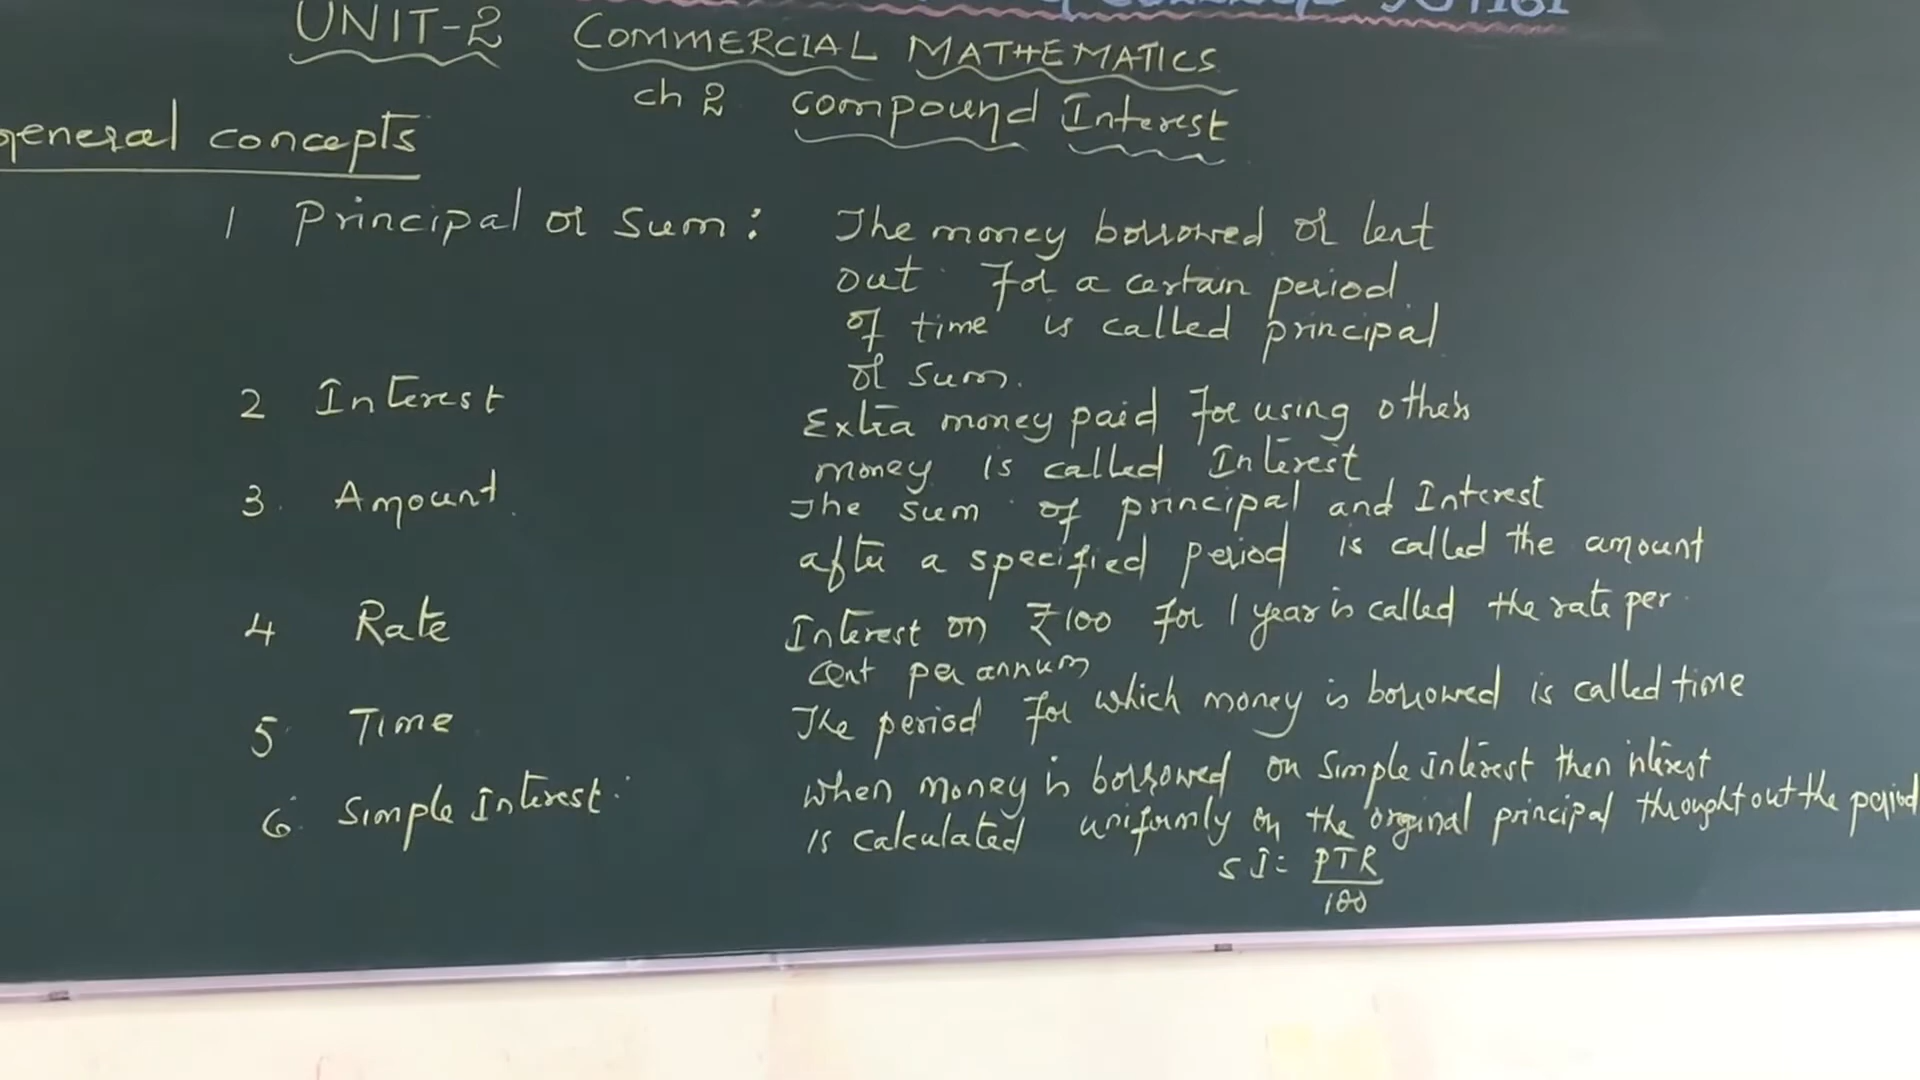 UNIT-2 COMMERCIAL MATHEMATICS
ch 2 compound Interest
general concepts
1 Principal or Sum: The money borrowed or lent
out for a certain period
of time is called principal
or sum.
2 Interest Extra money paid for using others
money is called Interest
3. Amount. The sum of principal and Interest
after a specified period is called the amount
4 Rate Interest on ₹100 for 1 year is called the rate per
cent per annum
5 Time The period for which money is borrowed is called time
6. Simple Interest: when money is borrowed on simple interest then interest
is calculated uniformly on the orginal principal throughtout the period
SI = PTR
100